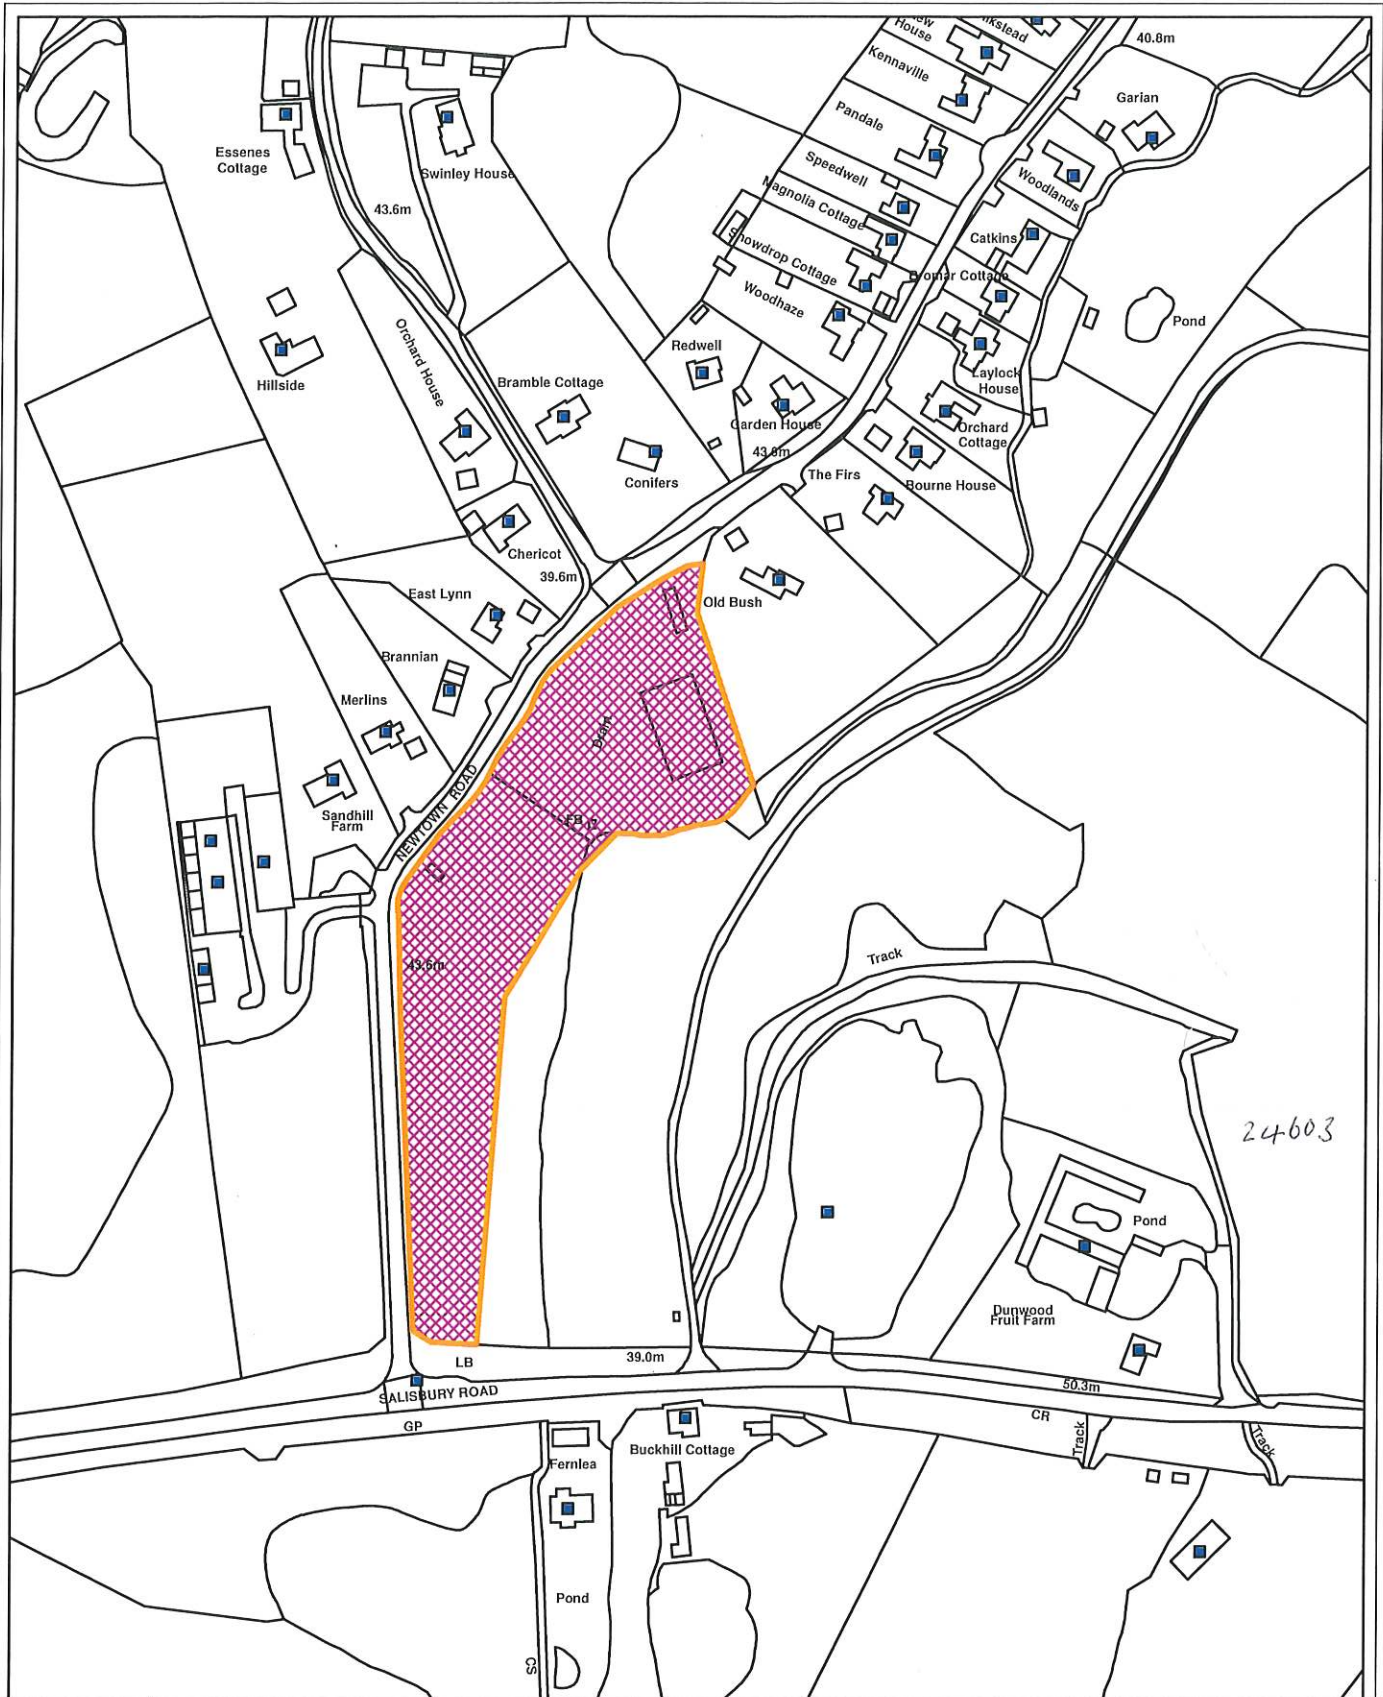 House
40.8m
Kennaville
Garian
Pandale
Essenes
Cottage
Swinley House
Speedwell
Woodlands
Magnolia Cottage
43.6m
Catkins
Snowdrop Cottage
Bromar Cottage
Woodhaze
Pond
Orchard House
Redwell
Laylock
House
Hillside
Bramble Cottage
Garden House
Orchard
Cottage
Conifers
The Firs
Bourne House
Chericot
39.6m
East Lynn
Old Bush
Brannian
Merlins
Drain
NEWTOWN ROAD
Sandhill
Farm
FB
43.6m
Track
24603
Pond
Dunwood
Fruit Farm
LB
39.0m
SALISBURY ROAD
50.3m
GP
CR
Track
Track
Buckhill Cottage
Fernlea
Pond
CS